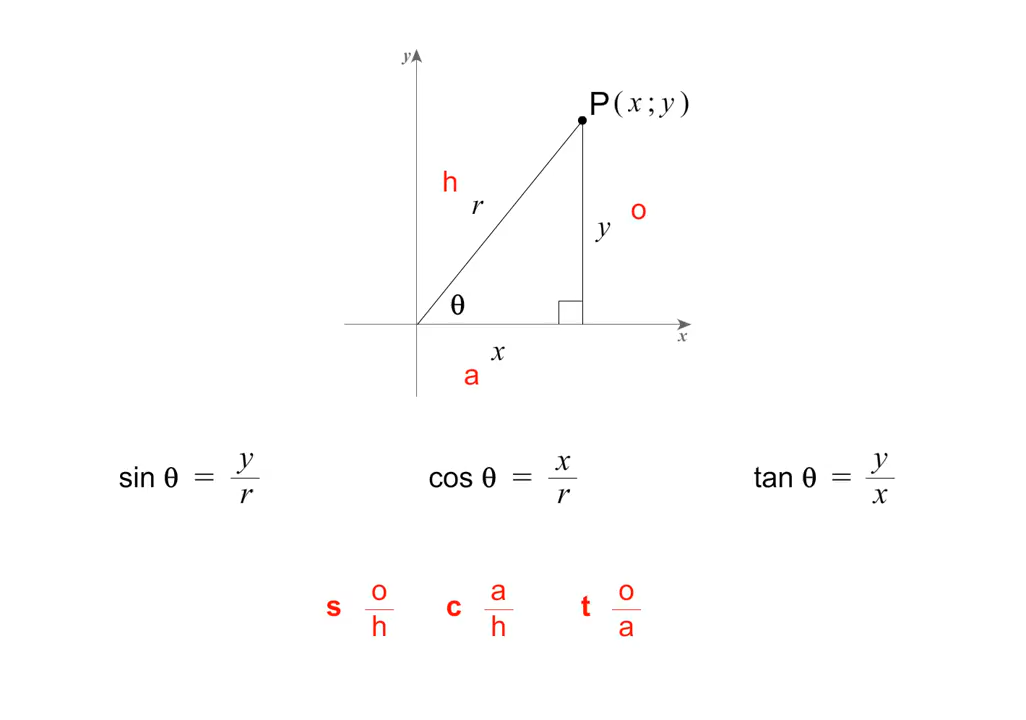 y
P(x;y)
h
r
o
y
θ
x
x
a
sin θ = y/r cos θ = x/r tan θ = y/x
s o/h c a/h t o/a